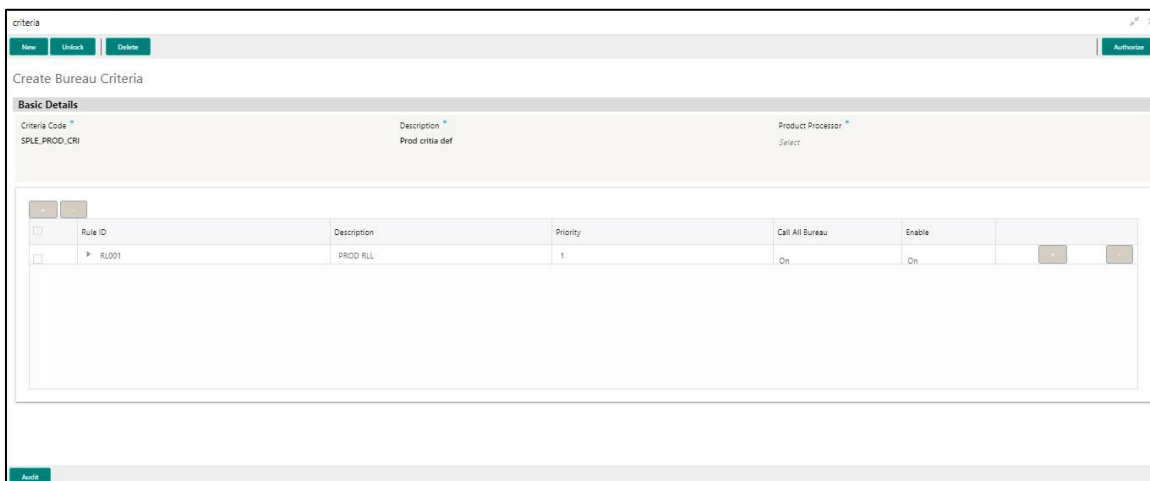 criteria
New Unlock Delete Authorize
Create Bureau Criteria
Basic Details
Criteria Code * Description * Product Processor *
SPLE_PROD_CRI Prod critia def Select
+ -
Rule ID Description Priority Call All Bureau Enable
RL001 PROD RLL 1 On On + -
Audit